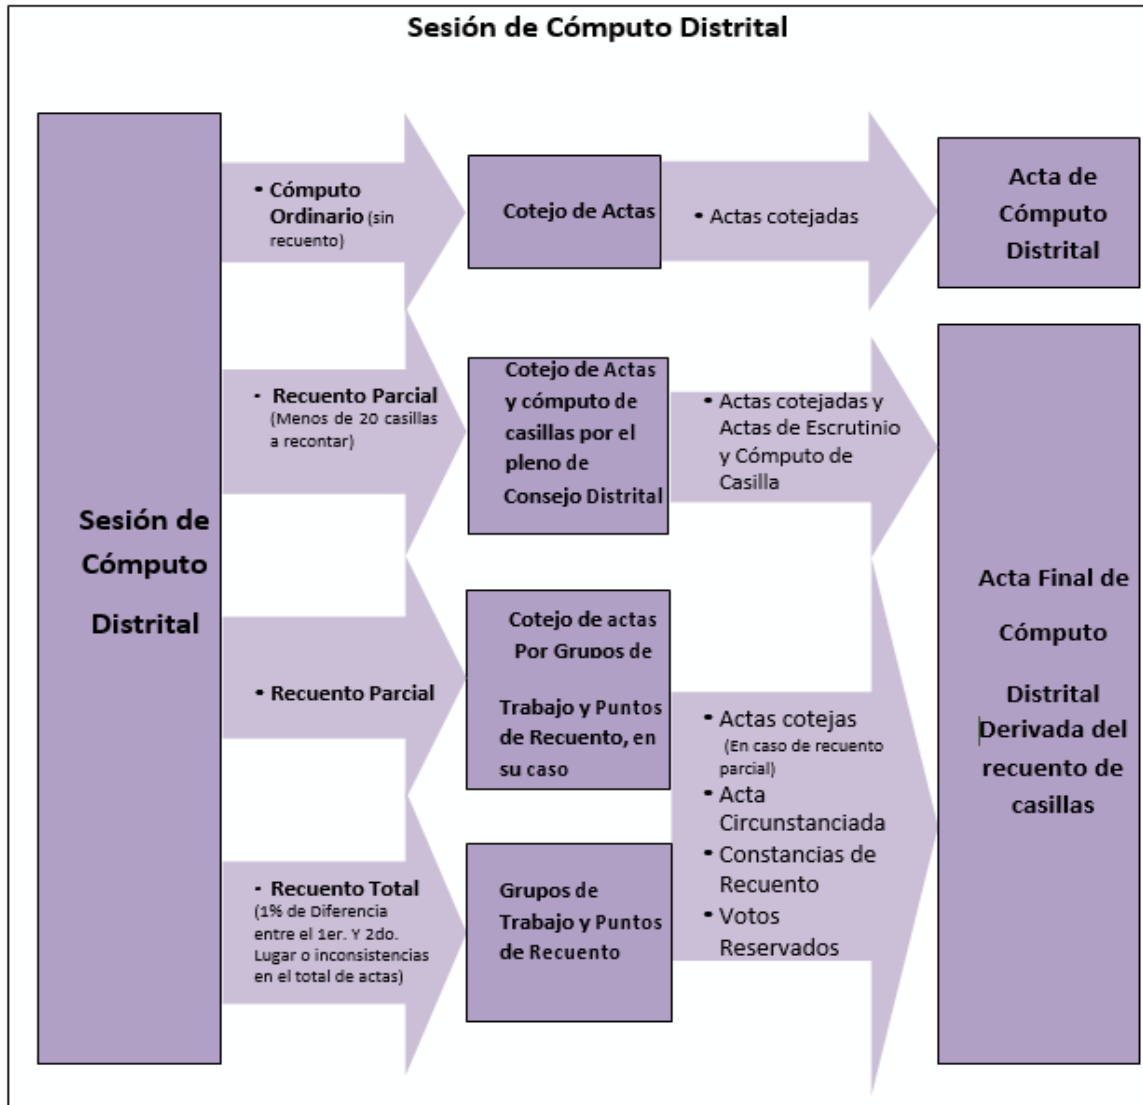 Sesión de Cómputo Distrital
Sesión de
Cómputo
Distrital
• Cómputo
Ordinario (sin
recuento)
Cotejo de Actas
• Actas cotejadas
Acta de
Cómputo
Distrital
- Recuento Parcial
(Menos de 20 casillas
a recontar)
Cotejo de Actas
y cómputo de
casillas por el
pleno de
Consejo Distrital
• Actas cotejadas y
Actas de Escrutinio
y Cómputo de
Casilla
• Recuento Parcial
Cotejo de actas
Por Grupos de
Trabajo y Puntos
de Recuento, en
su caso
- Recuento Total
(1% de Diferencia
entre el 1er. Y 2do.
Lugar o inconsistencias
en el total de actas)
Grupos de
Trabajo y Puntos
de Recuento
• Actas cotejas
(En caso de recuento
parcial)
• Acta
Circunstanciada
• Constancias de
Recuento
• Votos
Reservados
Acta Final de
Cómputo
Distrital
Derivada del
recuento de
casillas